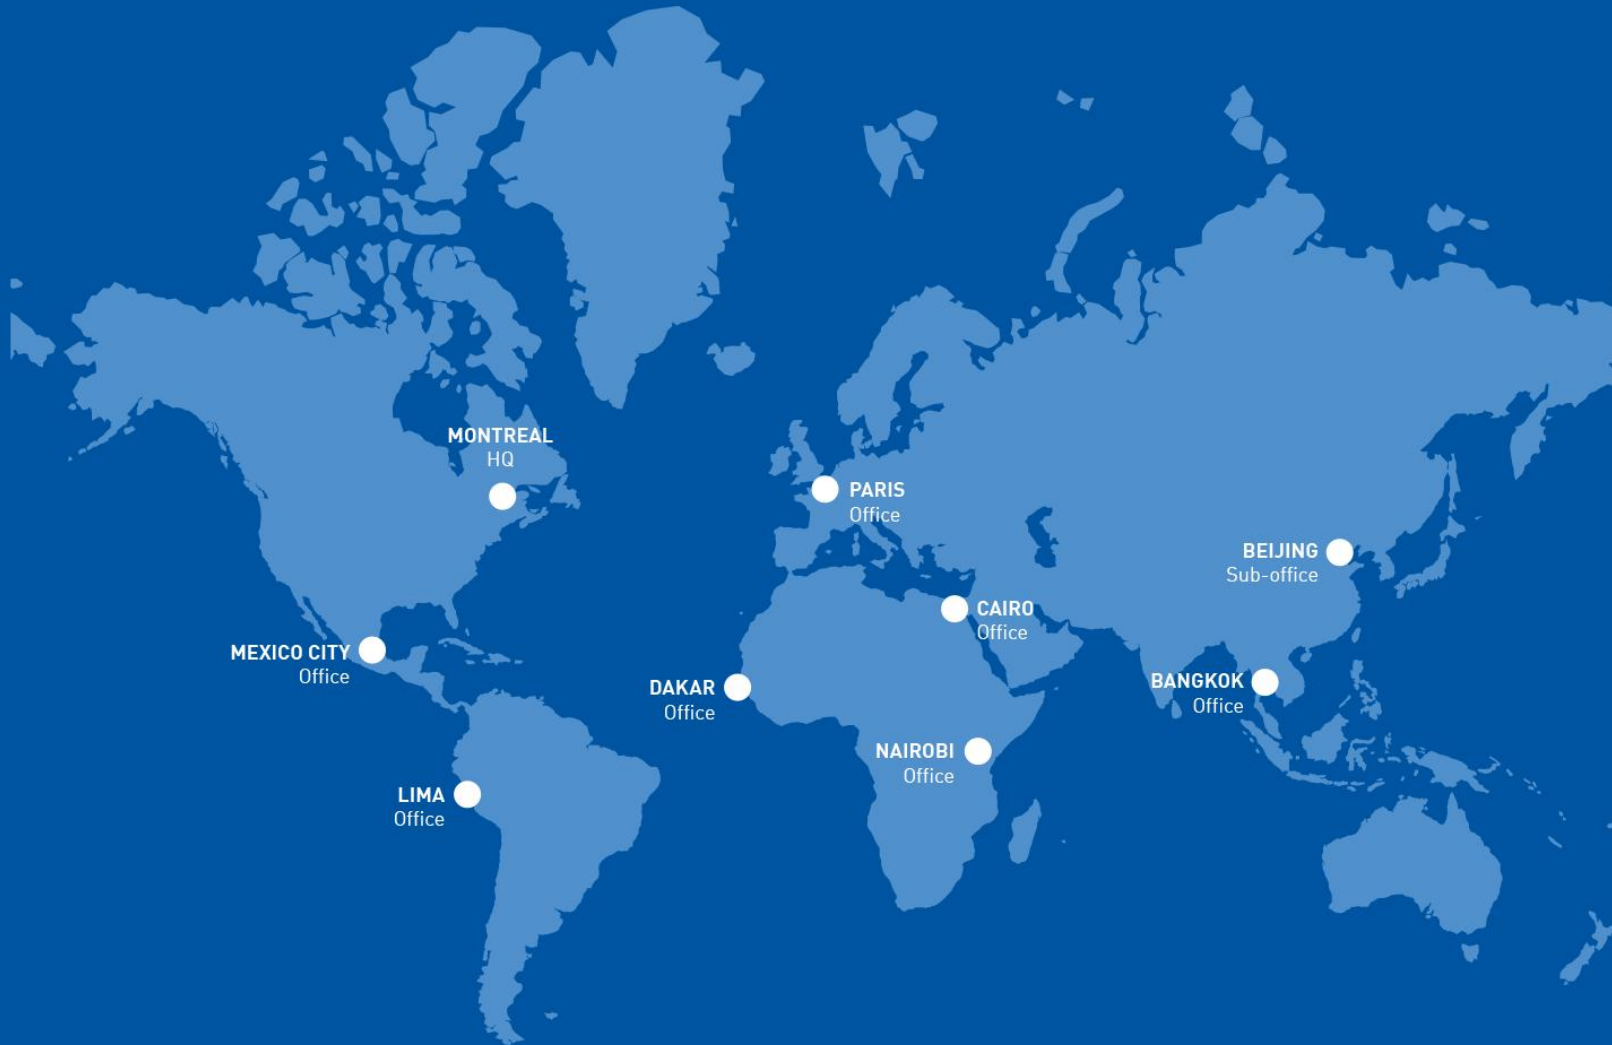 MONTREAL
HQ
PARIS
Office
BEIJING
Sub-office
CAIRO
Office
MEXICO CITY
Office
DAKAR
Office
BANGKOK
Office
NAIROBI
Office
LIMA
Office